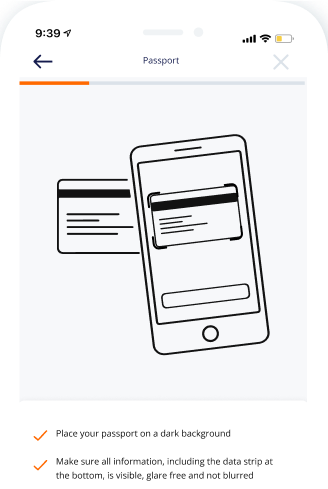 9:39
Passport
Place your passport on a dark background
Make sure all information, including the data strip at
the bottom, is visible, glare free and not blurred